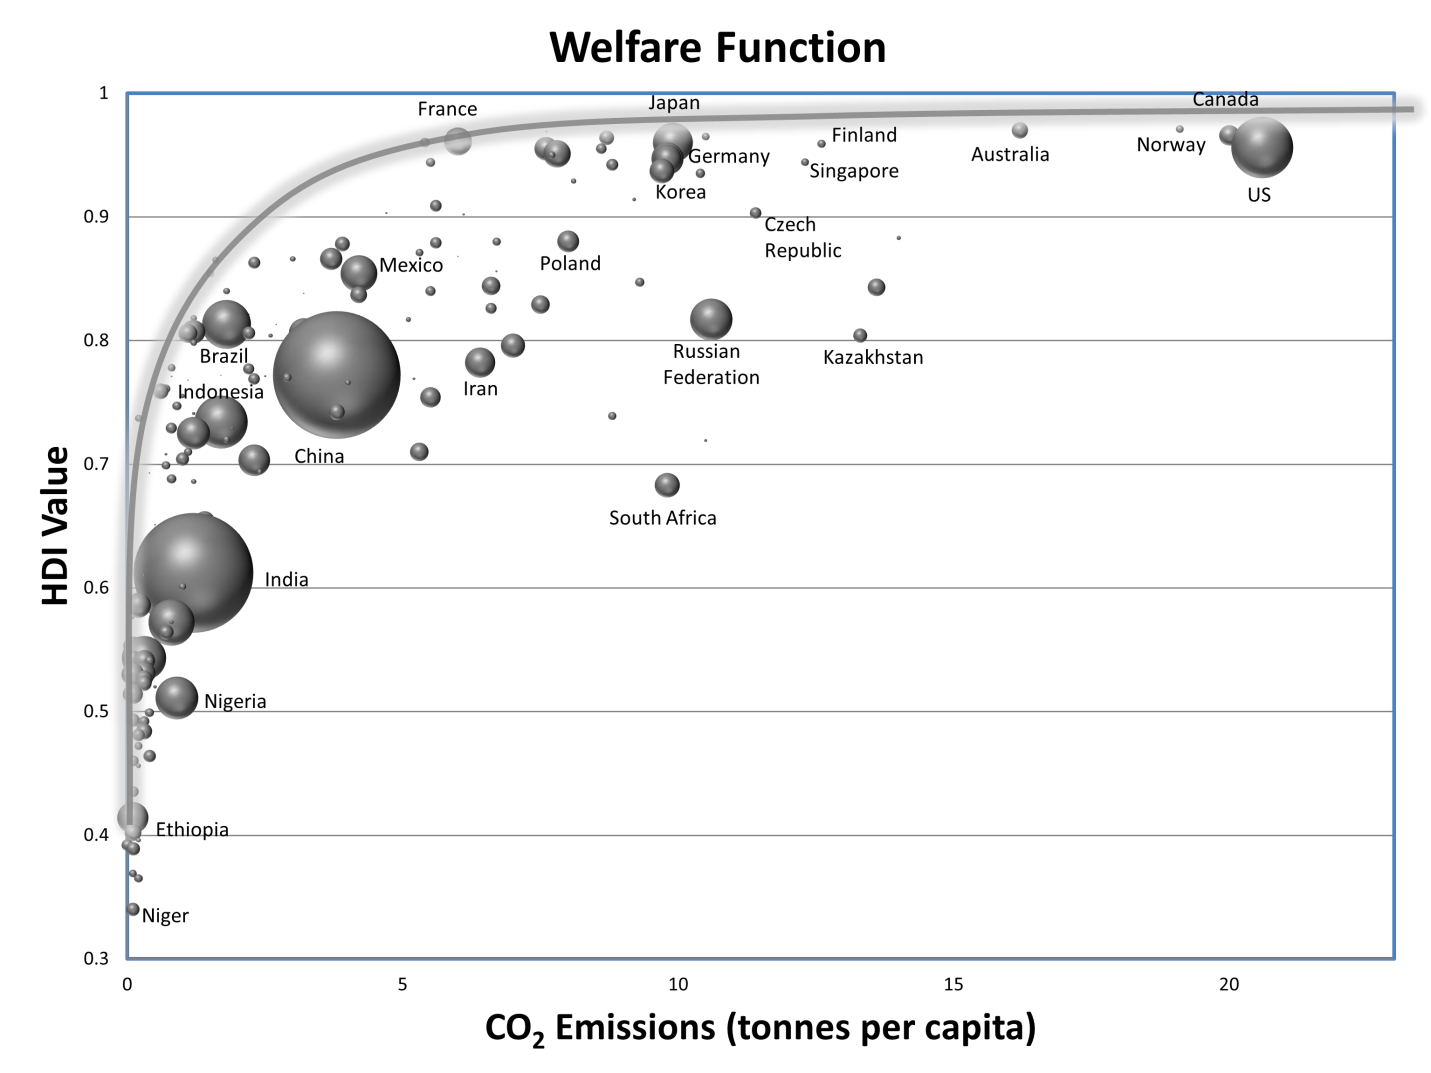 Welfare Function
1
France
Japan
Canada
Finland
Norway
Australia
Germany
Singapore
Korea
US
0.9
Czech
Republic
Poland
Mexico
0.8
Brazil
Russian
Federation
Kazakhstan
Iran
Indonesia
China
0.7
South Africa
HDI Value
0.6
India
0.5
Nigeria
0.4
Ethiopia
Niger
0.3
0 5 10 15 20
CO2 Emissions (tonnes per capita)